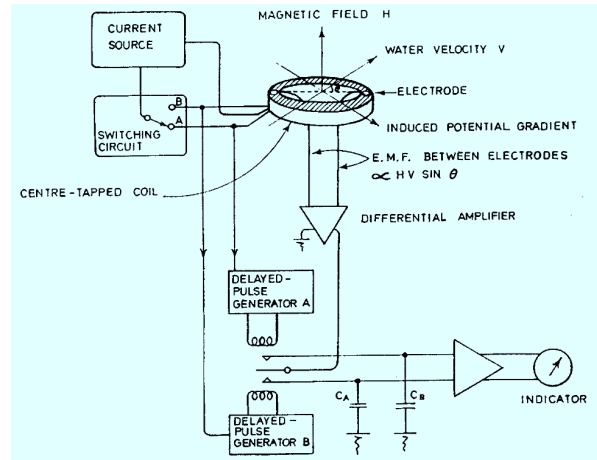 MAGNETIC FIELD H
CURRENT
SOURCE
WATER VELOCITY V
θ
ELECTRODE
B
A
SWITCHING
CIRCUIT
INDUCED POTENTIAL GRADIENT
E.M.F. BETWEEN ELECTRODES
∝ HV SIN θ
CENTRE-TAPPED COIL
DIFFERENTIAL AMPLIFIER
DELAYED-
PULSE
GENERATOR A
CA
CB
INDICATOR
DELAYED-
PULSE
GENERATOR B